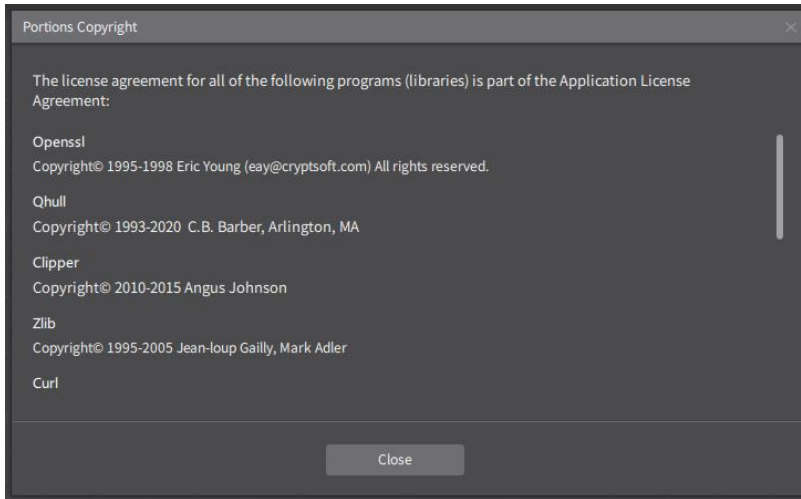 Portions Copyright
The license agreement for all of the following programs (libraries) is part of the Application License
Agreement:
Openssl
Copyright© 1995-1998 Eric Young (eay@cryptsoft.com) All rights reserved.
Qhull
Copyright© 1993-2020 C.B. Barber, Arlington, MA
Clipper
Copyright© 2010-2015 Angus Johnson
Zlib
Copyright© 1995-2005 Jean-loup Gailly, Mark Adler
Curl
Close